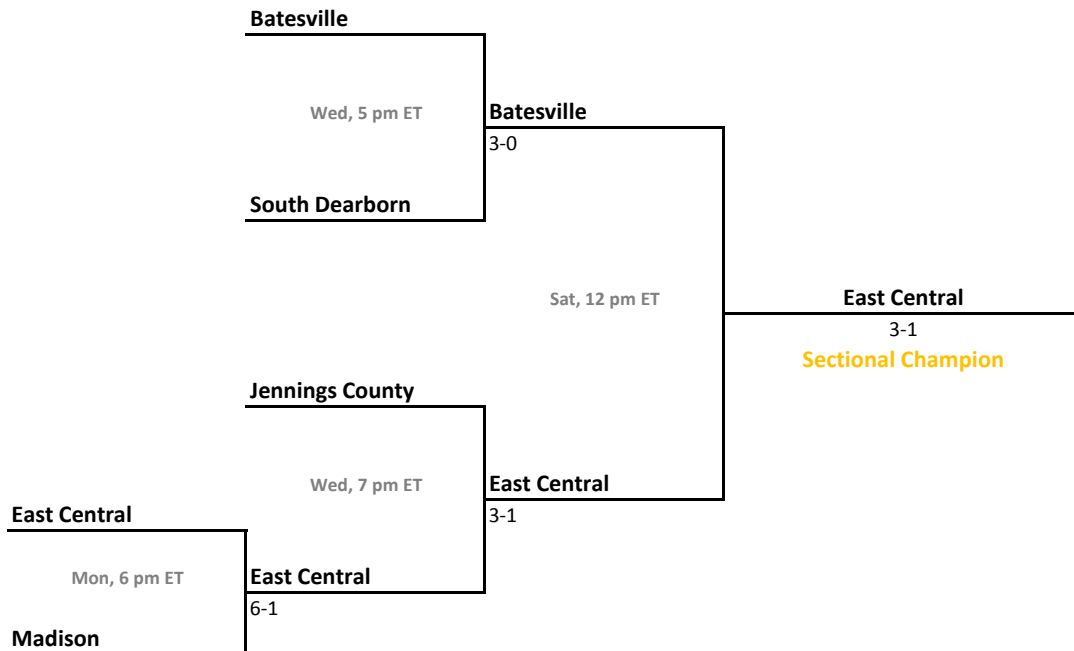 Batesville
Wed, 5 pm ET
Batesville
3-0
South Dearborn
Sat, 12 pm ET
East Central
3-1
Sectional Champion
Jennings County
Wed, 7 pm ET
East Central
3-1
East Central
Mon, 6 pm ET
East Central
6-1
Madison